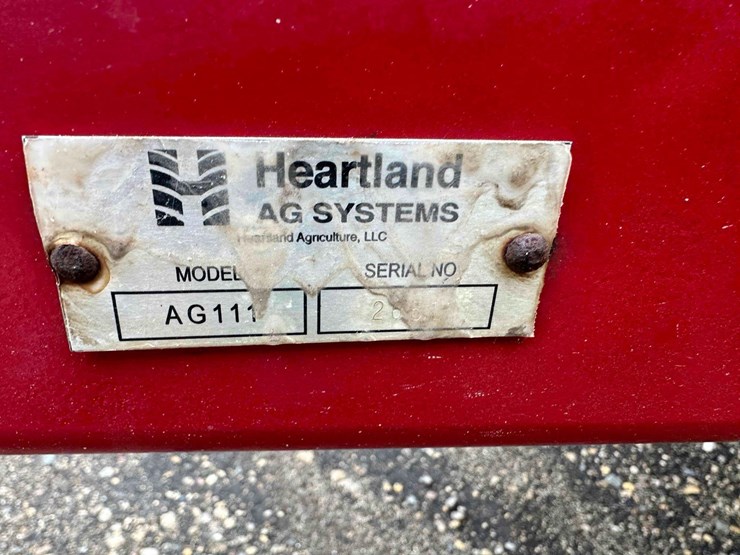 Heartland
AG SYSTEMS
Heartland Agriculture, LLC
MODEL
SERIAL NO
AG111